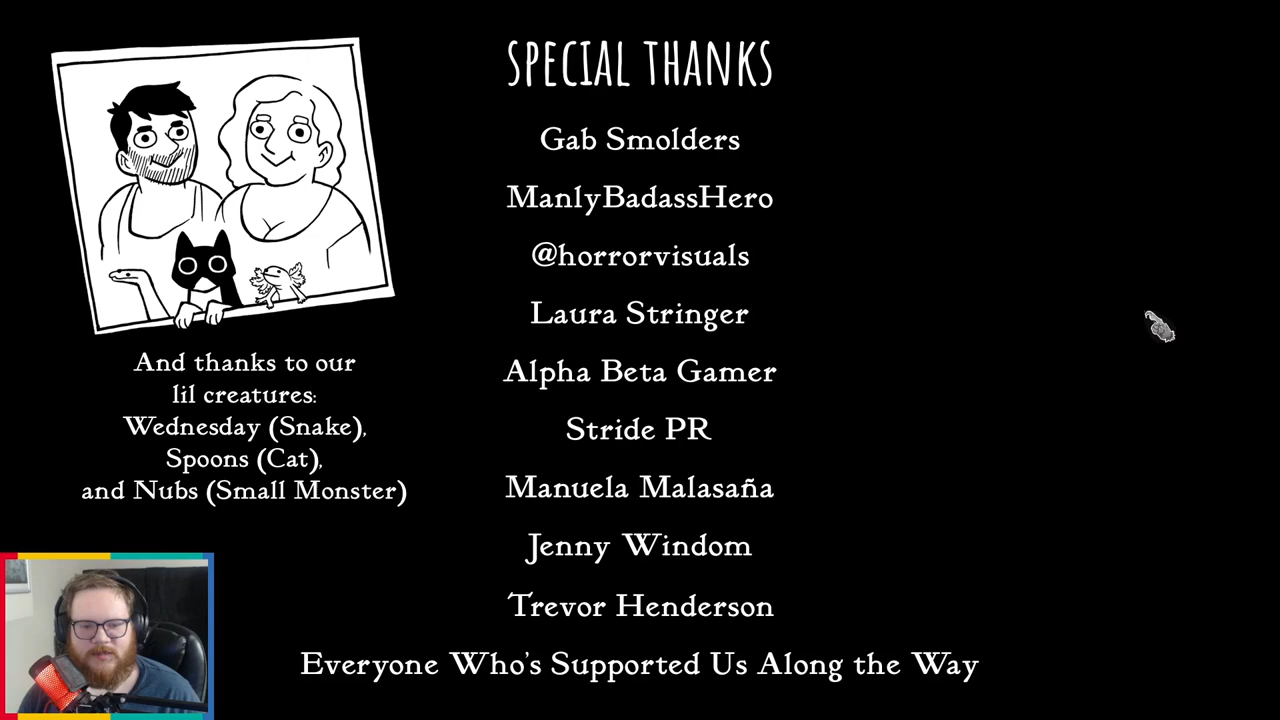 SPECIAL THANKS
Gab Smolders
ManlyBadassHero
@horrorvisuals
Laura Stringer
Alpha Beta Gamer
Stride PR
Manuela Malasaña
Jenny Windom
Trevor Henderson
Everyone Who's Supported Us Along the Way
And thanks to our
lil creatures:
Wednesday (Snake),
Spoons (Cat),
and Nubs (Small Monster)